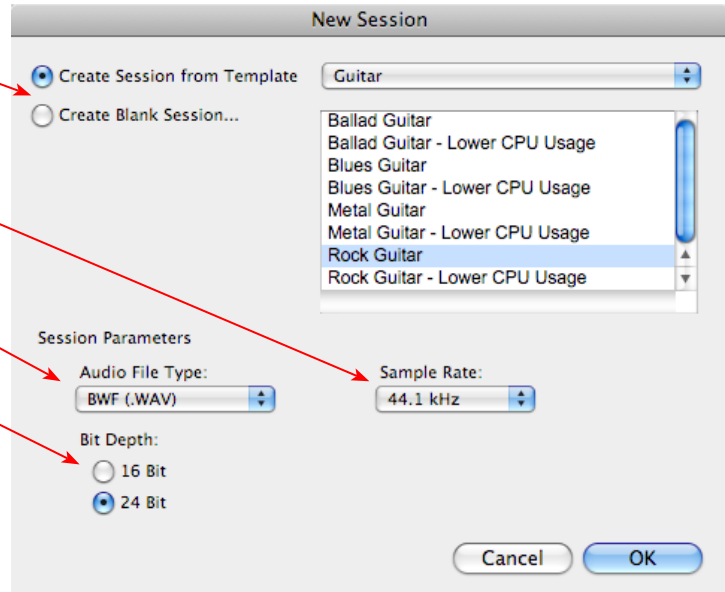 New Session
Create Session from Template
Guitar
Create Blank Session...
Ballad Guitar
Ballad Guitar - Lower CPU Usage
Blues Guitar
Blues Guitar - Lower CPU Usage
Metal Guitar
Metal Guitar - Lower CPU Usage
Rock Guitar
Rock Guitar - Lower CPU Usage
Session Parameters
Audio File Type:
BWF (.WAV)
Sample Rate:
44.1 kHz
Bit Depth:
16 Bit
24 Bit
Cancel
OK